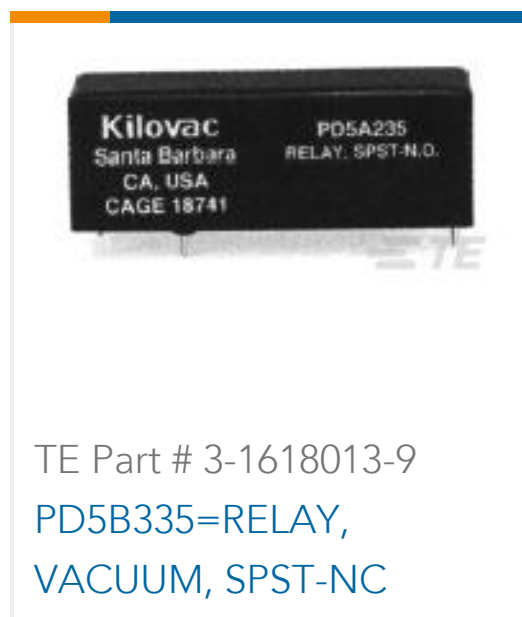 Kilovac
Santa Barbara
CA, USA
CAGE 18741
PD5A235
RELAY, SPST-N.O.
TE
TE Part # 3-1618013-9
PD5B335=RELAY,
VACUUM, SPST-NC